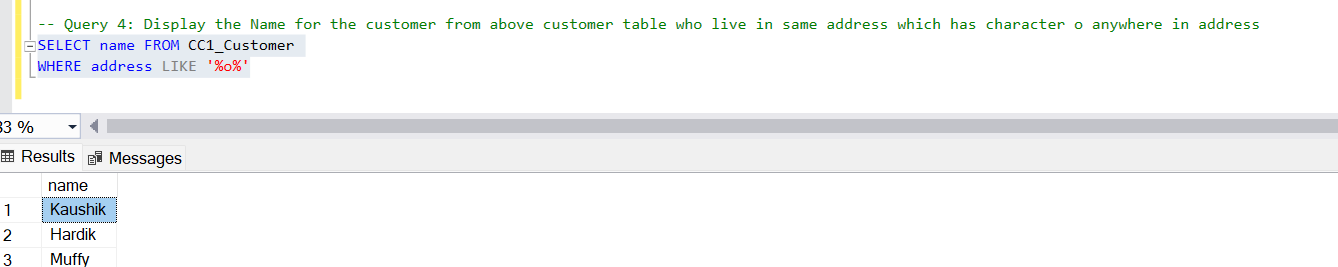 -- Query 4: Display the Name for the customer from above customer table who live in same address which has character o anywhere in address
SELECT name FROM CC1_Customer
WHERE address LIKE '%o%'
33 %
Results Messages
name
1 Kaushik
2 Hardik
3 Muffy